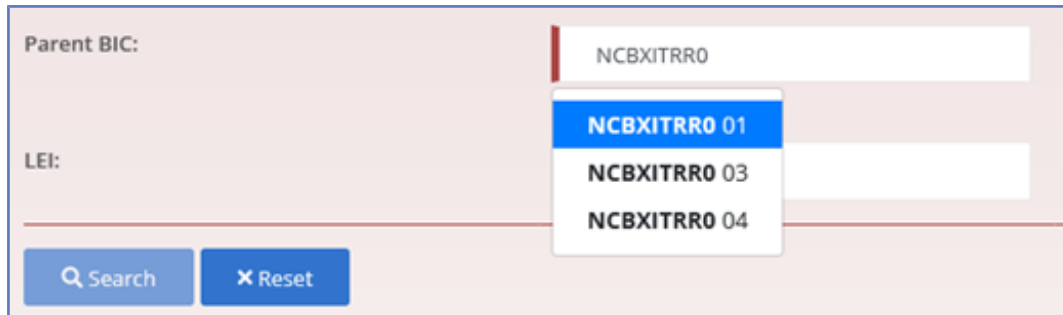 Parent BIC:
NCBXITRR0
NCBXITRR0 01
LEI:
NCBXITRR0 03
NCBXITRR0 04
Search
Reset